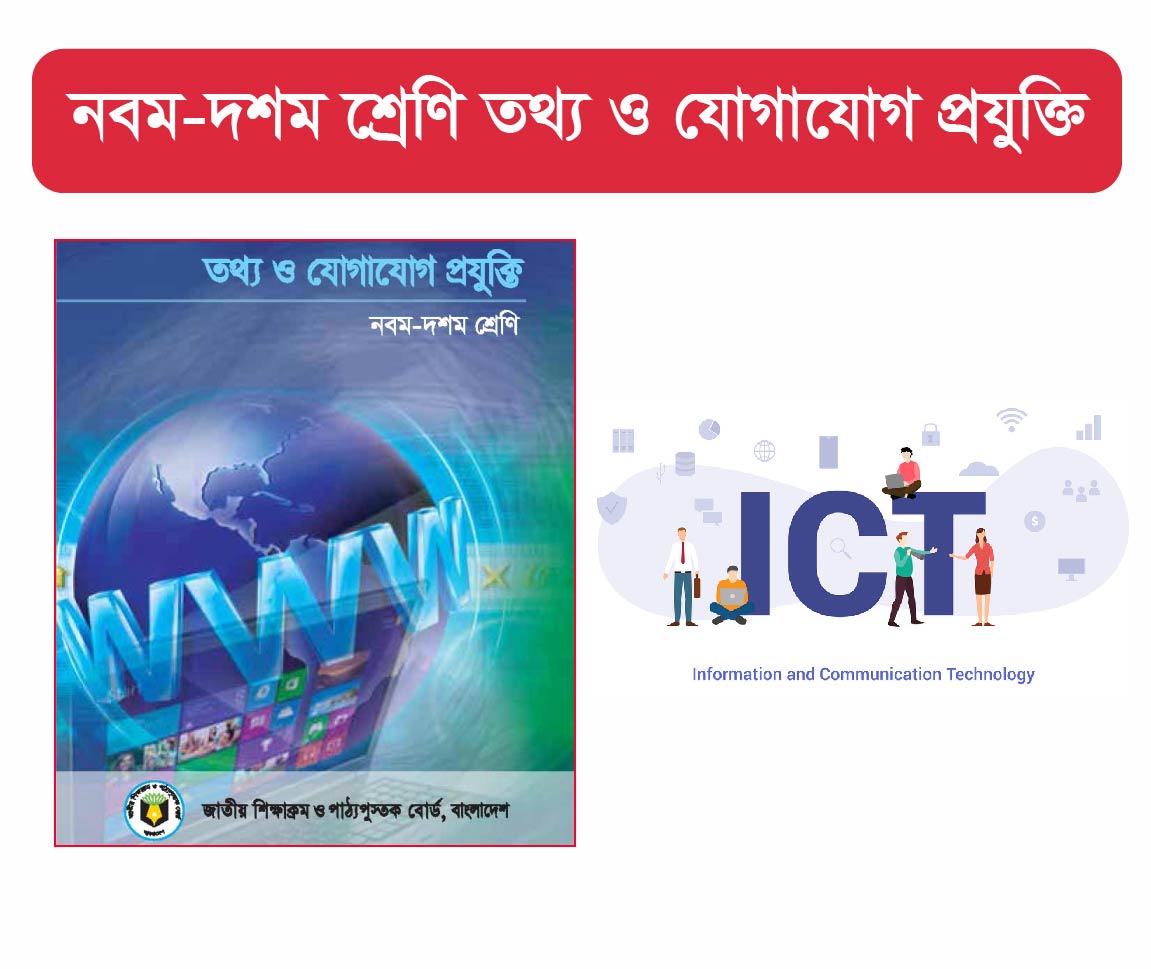 নবম-দশম শ্রেণি তথ্য ও যোগাযোগ প্রযুক্তি
তথ্য ও যোগাযোগ প্রযুক্তি
নবম-দশম শ্রেণি
WWW
জাতীয় শিক্ষাক্রম ও পাঠ্যপুস্তক বোর্ড, বাংলাদেশ
ICT
Information and Communication Technology